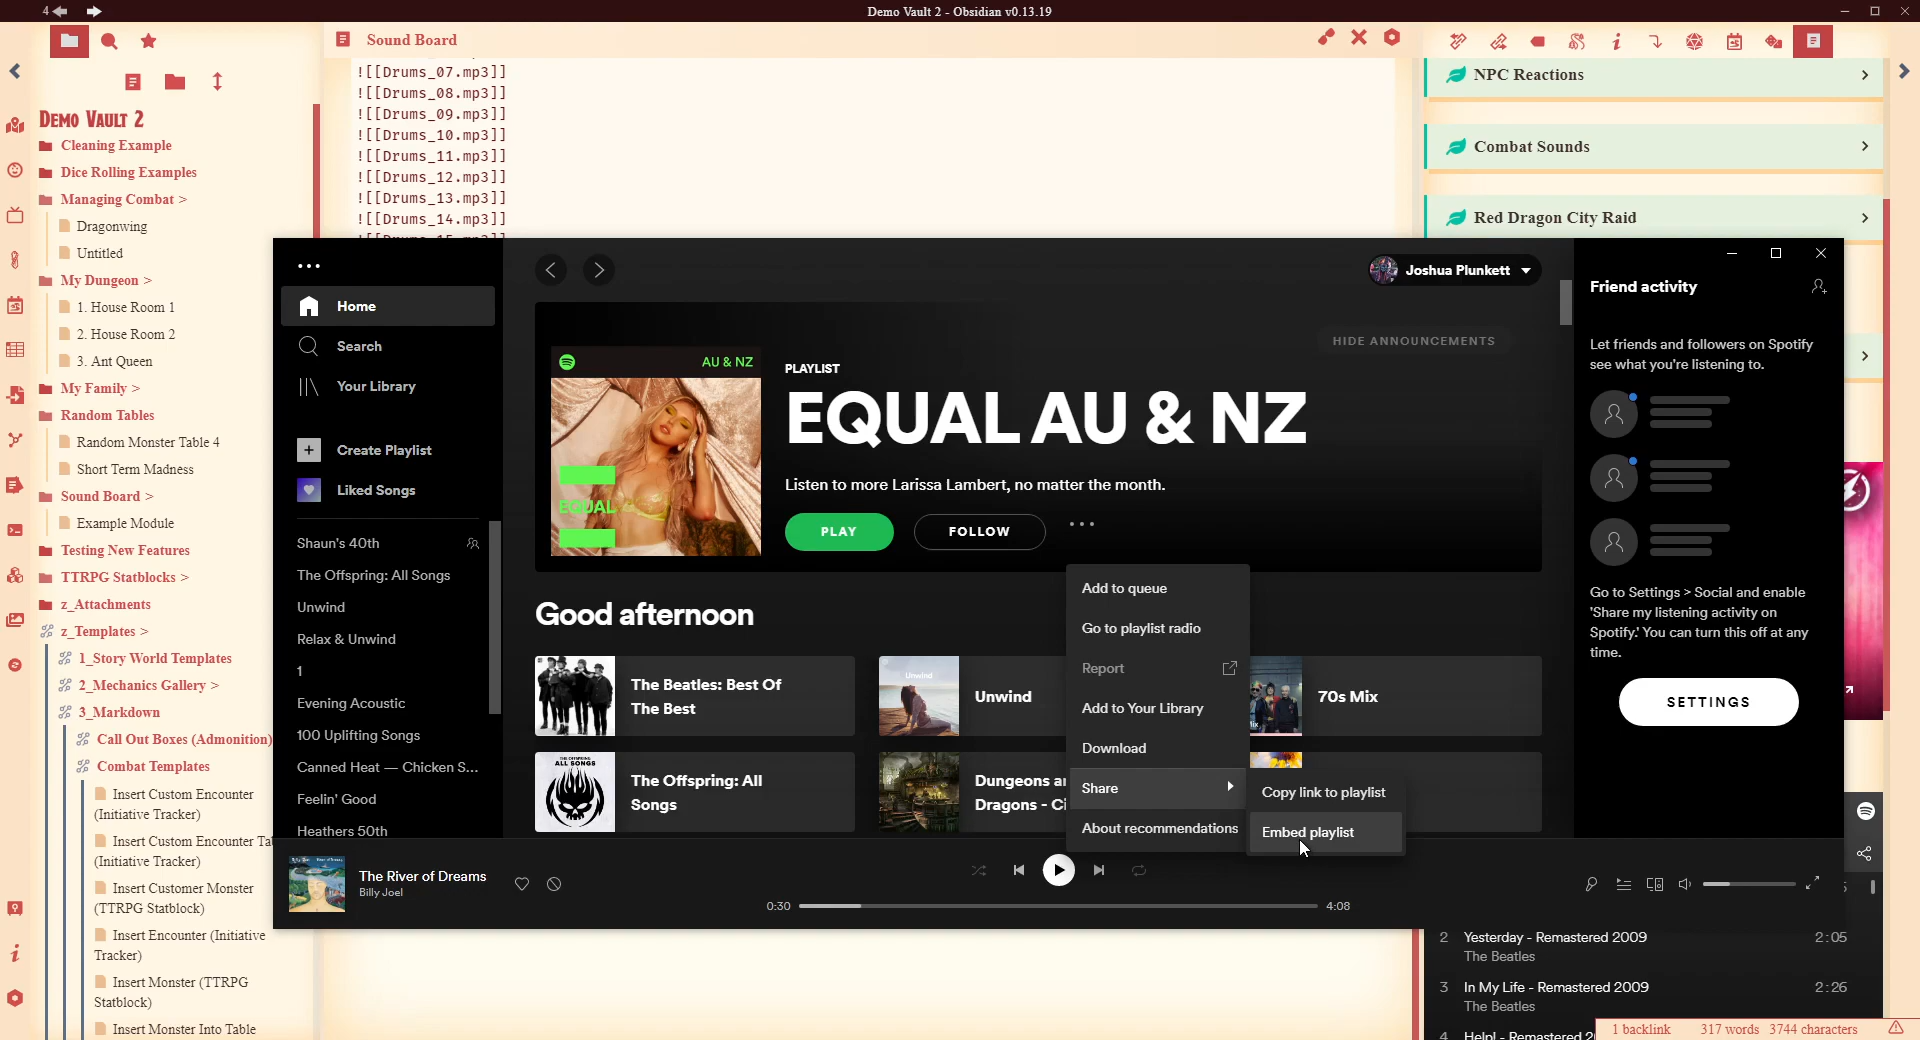 4
Demo Vault 2 - Obsidian v0.13.19
Sound Board
DEMO VAULT 2
Cleaning Example
Dice Rolling Examples
Managing Combat >
Dragonwing
Untitled
My Dungeon >
1. House Room 1
2. House Room 2
3. Ant Queen
My Family >
Random Tables
Random Monster Table 4
Short Term Madness
Sound Board >
Example Module
Testing New Features
TTRPG Statblocks >
z_Attachments
z_Templates >
1_Story World Templates
2_Mechanics Gallery >
3_Markdown
Call Out Boxes (Admonition)
Combat Templates
Insert Custom Encounter
(Initiative Tracker)
Insert Custom Encounter Ta
(Initiative Tracker)
Insert Customer Monster
(TTRPG Statblock)
Insert Encounter (Initiative
Tracker)
Insert Monster (TTRPG
Statblock)
Insert Monster Into Table
![[Drums_07.mp3]]
![[Drums_08.mp3]]
![[Drums_09.mp3]]
![[Drums_10.mp3]]
![[Drums_11.mp3]]
![[Drums_12.mp3]]
![[Drums_13.mp3]]
![[Drums_14.mp3]]
![[Drums_15.mp3]]
NPC Reactions
Combat Sounds
Red Dragon City Raid
Home
Search
Your Library
Create Playlist
Liked Songs
Shaun's 40th
The Offspring: All Songs
Unwind
Relax & Unwind
1
Evening Acoustic
100 Uplifting Songs
Canned Heat — Chicken S...
Feelin' Good
Heathers 50th
Joshua Plunkett
HIDE ANNOUNCEMENTS
AU & NZ
EQUAL
PLAYLIST
EQUAL AU & NZ
Listen to more Larissa Lambert, no matter the month.
PLAY
FOLLOW
Good afternoon
The Beatles: Best Of
The Best
Unwind
Unwind
Mix
70s Mix
THE OFFSPRING
ALL SONGS
The Offspring: All
Songs
Dungeons a
Dragons - Ci
Add to queue
Go to playlist radio
Report
Add to Your Library
Download
Share
About recommendations
Copy link to playlist
Embed playlist
Friend activity
Let friends and followers on Spotify
see what you're listening to.
Go to Settings > Social and enable
'Share my listening activity on
Spotify.' You can turn this off at any
time.
SETTINGS
The River of Dreams
Billy Joel
0:30
4:08
2 Yesterday - Remastered 2009 2:05
The Beatles
3 In My Life - Remastered 2009 2:26
The Beatles
4 Help! - Remastered 2
1 backlink 317 words 3744 characters